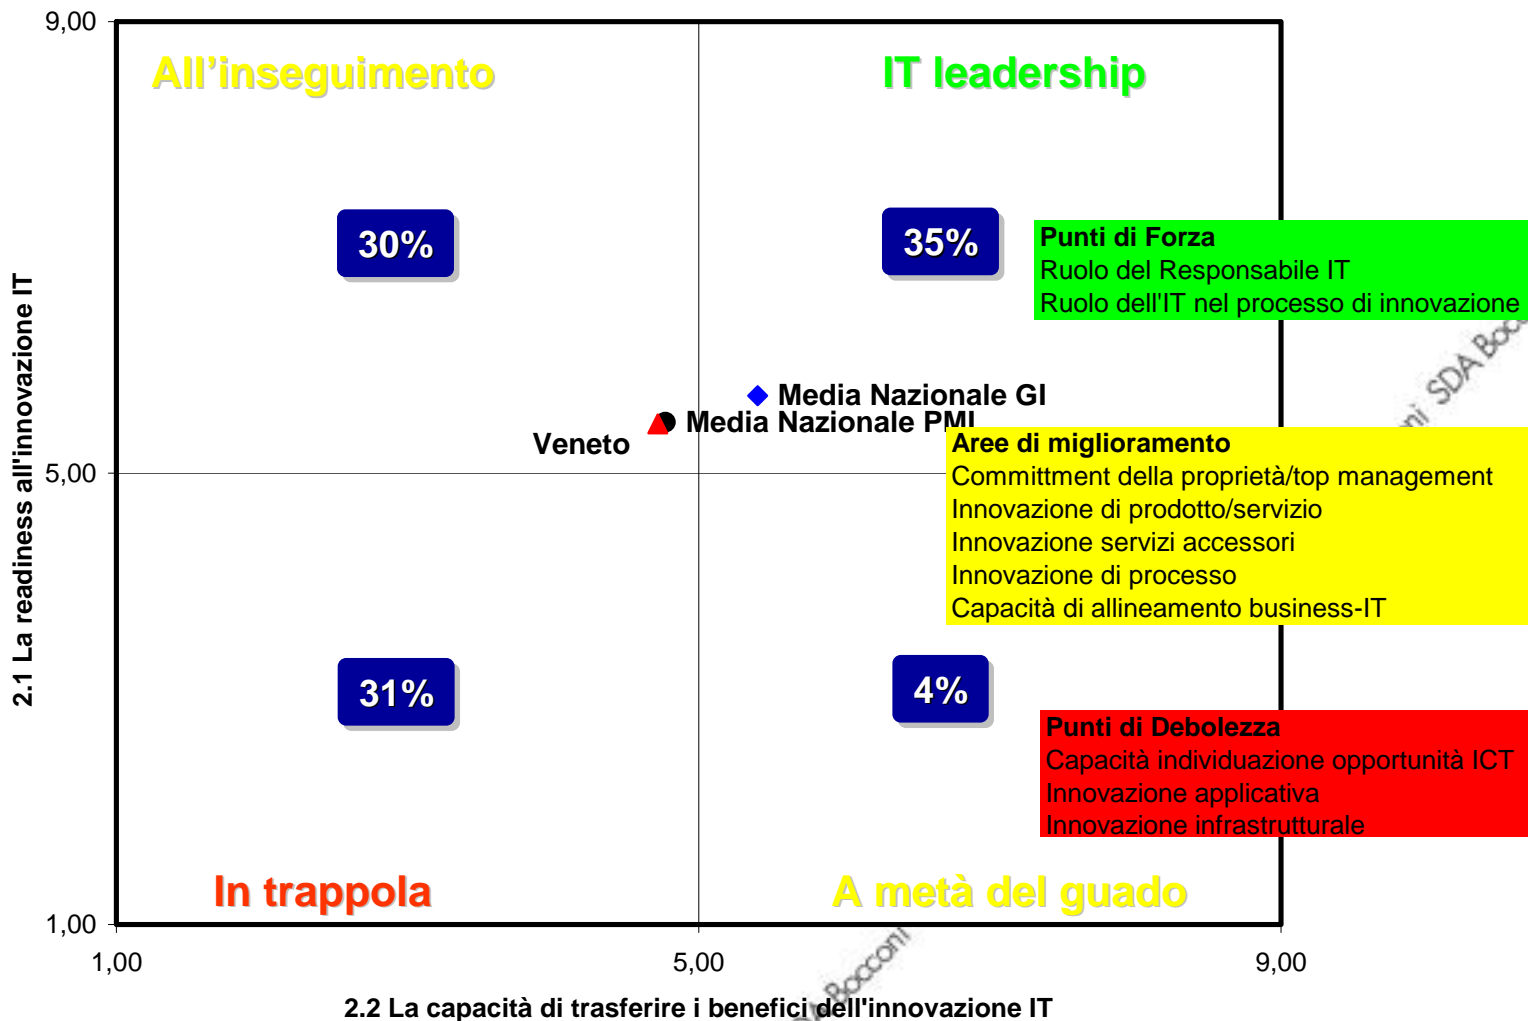 9,00
All'inseguimento
IT leadership
30%
35%
Punti di Forza
Ruolo del Responsabile IT
Ruolo dell'IT nel processo di innovazione
2.1 La readiness all'innovazione IT
SDA Bocco
Media Nazionale GI
Media Nazionale PMI
Veneto
5,00
Aree di miglioramento
Committment della proprietà/top management
Innovazione di prodotto/servizio
Innovazione servizi accessori
Innovazione di processo
Capacità di allineamento business-IT
31%
4%
Punti di Debolezza
Capacità individuazione opportunità ICT
Innovazione applicativa
Innovazione infrastrutturale
In trappola
A metà del guado
1,00
1,00
5,00
9,00
Bocconi
2.2 La capacità di trasferire i benefici dell'innovazione IT